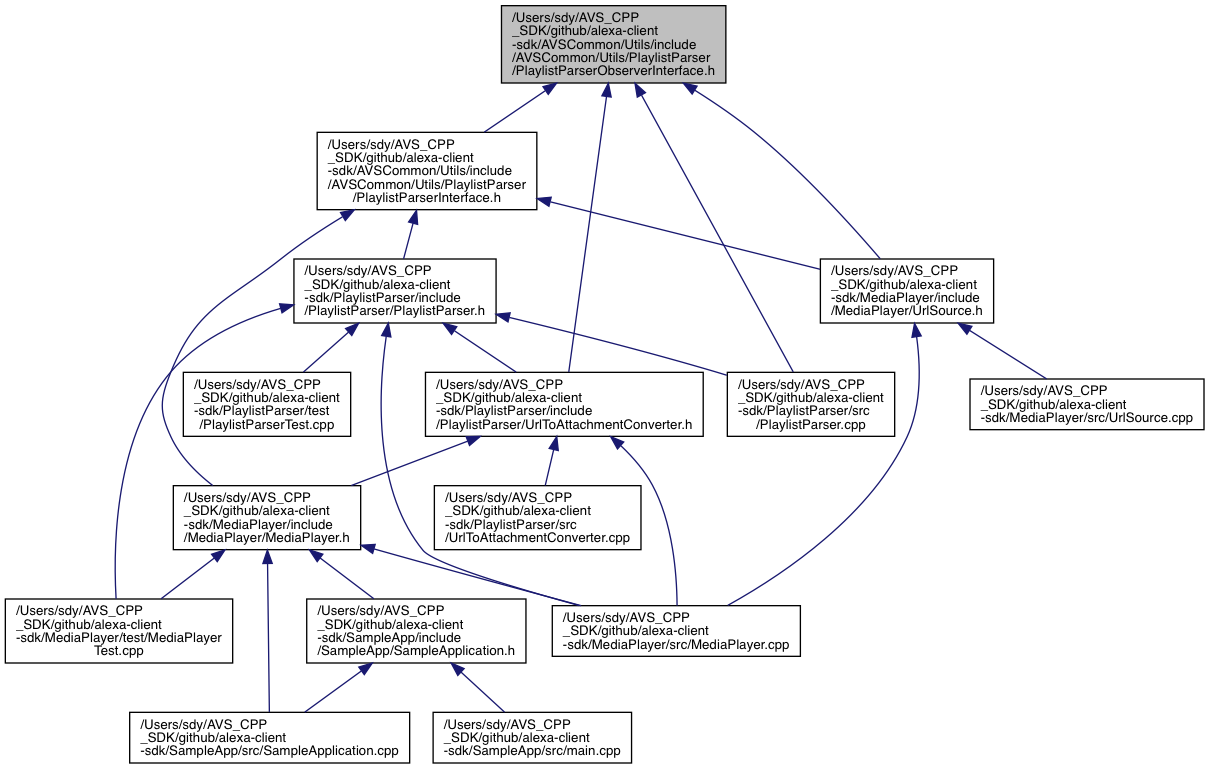 /Users/sdy/AVS_CPP
_SDK/github/alexa-client
-sdk/AVSCommon/Utils/include
/AVSCommon/Utils/PlaylistParser
/PlaylistParserObserverInterface.h
/Users/sdy/AVS_CPP
_SDK/github/alexa-client
-sdk/AVSCommon/Utils/include
/AVSCommon/Utils/PlaylistParser
/PlaylistParserInterface.h
/Users/sdy/AVS_CPP
_SDK/github/alexa-client
-sdk/PlaylistParser/include
/PlaylistParser/PlaylistParser.h
/Users/sdy/AVS_CPP
_SDK/github/alexa-client
-sdk/MediaPlayer/include
/MediaPlayer/UrlSource.h
/Users/sdy/AVS_CPP
_SDK/github/alexa-client
-sdk/PlaylistParser/test
/PlaylistParserTest.cpp
/Users/sdy/AVS_CPP
_SDK/github/alexa-client
-sdk/PlaylistParser/include
/PlaylistParser/UrlToAttachmentConverter.h
/Users/sdy/AVS_CPP
_SDK/github/alexa-client
-sdk/PlaylistParser/src
/PlaylistParser.cpp
/Users/sdy/AVS_CPP
_SDK/github/alexa-client
-sdk/MediaPlayer/src/UrlSource.cpp
/Users/sdy/AVS_CPP
_SDK/github/alexa-client
-sdk/MediaPlayer/include
/MediaPlayer/MediaPlayer.h
/Users/sdy/AVS_CPP
_SDK/github/alexa-client
-sdk/PlaylistParser/src
/UrlToAttachmentConverter.cpp
/Users/sdy/AVS_CPP
_SDK/github/alexa-client
-sdk/MediaPlayer/test/MediaPlayer
Test.cpp
/Users/sdy/AVS_CPP
_SDK/github/alexa-client
-sdk/SampleApp/include
/SampleApp/SampleApplication.h
/Users/sdy/AVS_CPP
_SDK/github/alexa-client
-sdk/MediaPlayer/src/MediaPlayer.cpp
/Users/sdy/AVS_CPP
_SDK/github/alexa-client
-sdk/SampleApp/src/SampleApplication.cpp
/Users/sdy/AVS_CPP
_SDK/github/alexa-client
-sdk/SampleApp/src/main.cpp